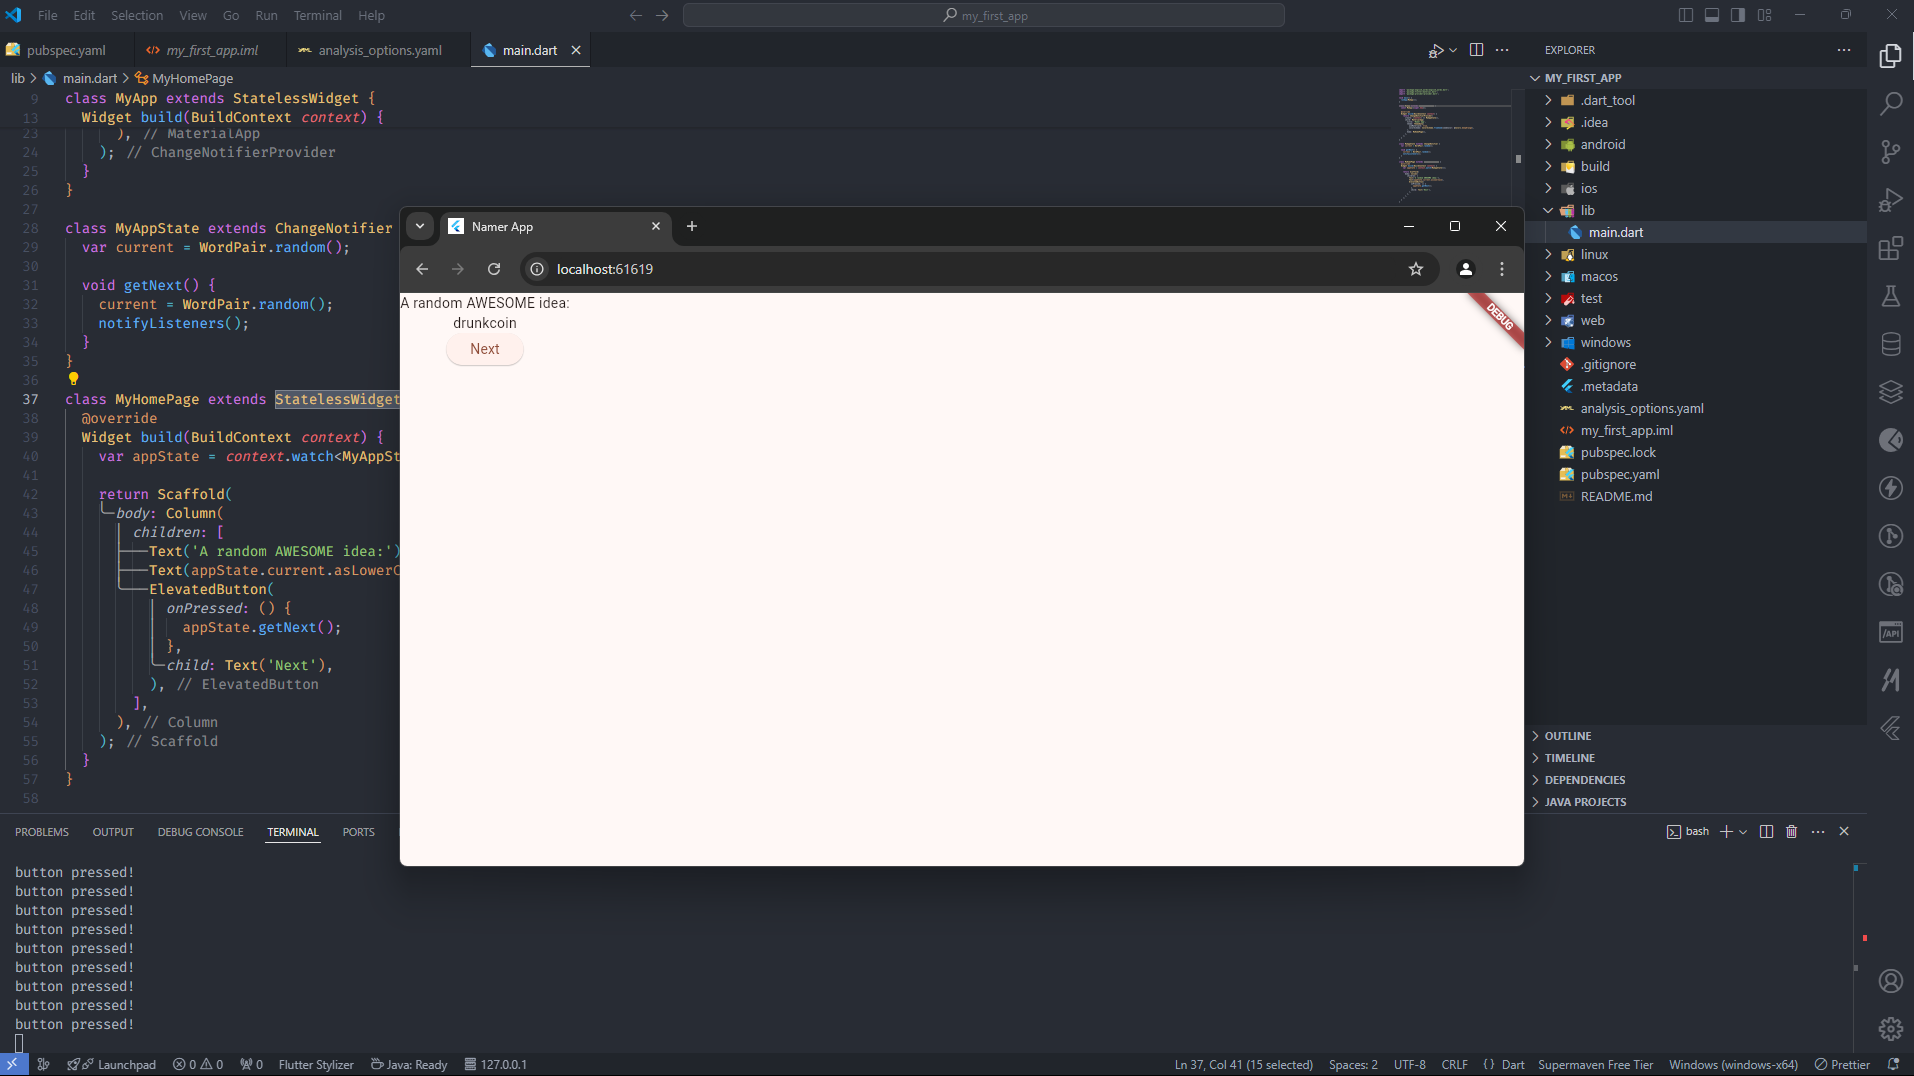 File Edit Selection View Go Run Terminal Help
my_first_app
pubspec.yaml
my_first_app.iml
analysis_options.yaml
main.dart
lib > main.dart > MyHomePage
9 class MyApp extends StatelessWidget {
13 Widget build(BuildContext context) {
23 ), // MaterialApp
24 ); // ChangeNotifierProvider
25 }
26 }
27
28 class MyAppState extends ChangeNotifier
29 var current = WordPair.random();
30
31 void getNext() {
32 current = WordPair.random();
33 notifyListeners();
34 }
35 }
36
37 class MyHomePage extends StatelessWidget
38 @override
39 Widget build(BuildContext context) {
40 var appState = context.watch<MyAppSt
41
42 return Scaffold(
43 body: Column(
44 children: [
45 Text('A random AWESOME idea:')
46 Text(appState.current.asLowerC
47 ElevatedButton(
48 onPressed: () {
49 appState.getNext();
50 },
51 child: Text('Next'),
52 ), // ElevatedButton
53 ],
54 ), // Column
55 ); // Scaffold
56 }
57 }
58
Namer App
localhost:61619
A random AWESOME idea:
drunkcoin
Next
DEBUG
EXPLORER
MY_FIRST_APP
.dart_tool
.idea
android
build
ios
lib
main.dart
linux
macos
test
web
windows
.gitignore
.metadata
analysis_options.yaml
my_first_app.iml
pubspec.lock
pubspec.yaml
README.md
OUTLINE
TIMELINE
DEPENDENCIES
JAVA PROJECTS
PROBLEMS OUTPUT DEBUG CONSOLE TERMINAL PORTS
bash
button pressed!
button pressed!
button pressed!
button pressed!
button pressed!
button pressed!
button pressed!
button pressed!
button pressed!
Launchpad 0 0 0 Flutter Stylizer Java: Ready 127.0.0.1
Ln 37, Col 41 (15 selected) Spaces: 2 UTF-8 CRLF { } Dart Supermaven Free Tier Windows (windows-x64) Prettier